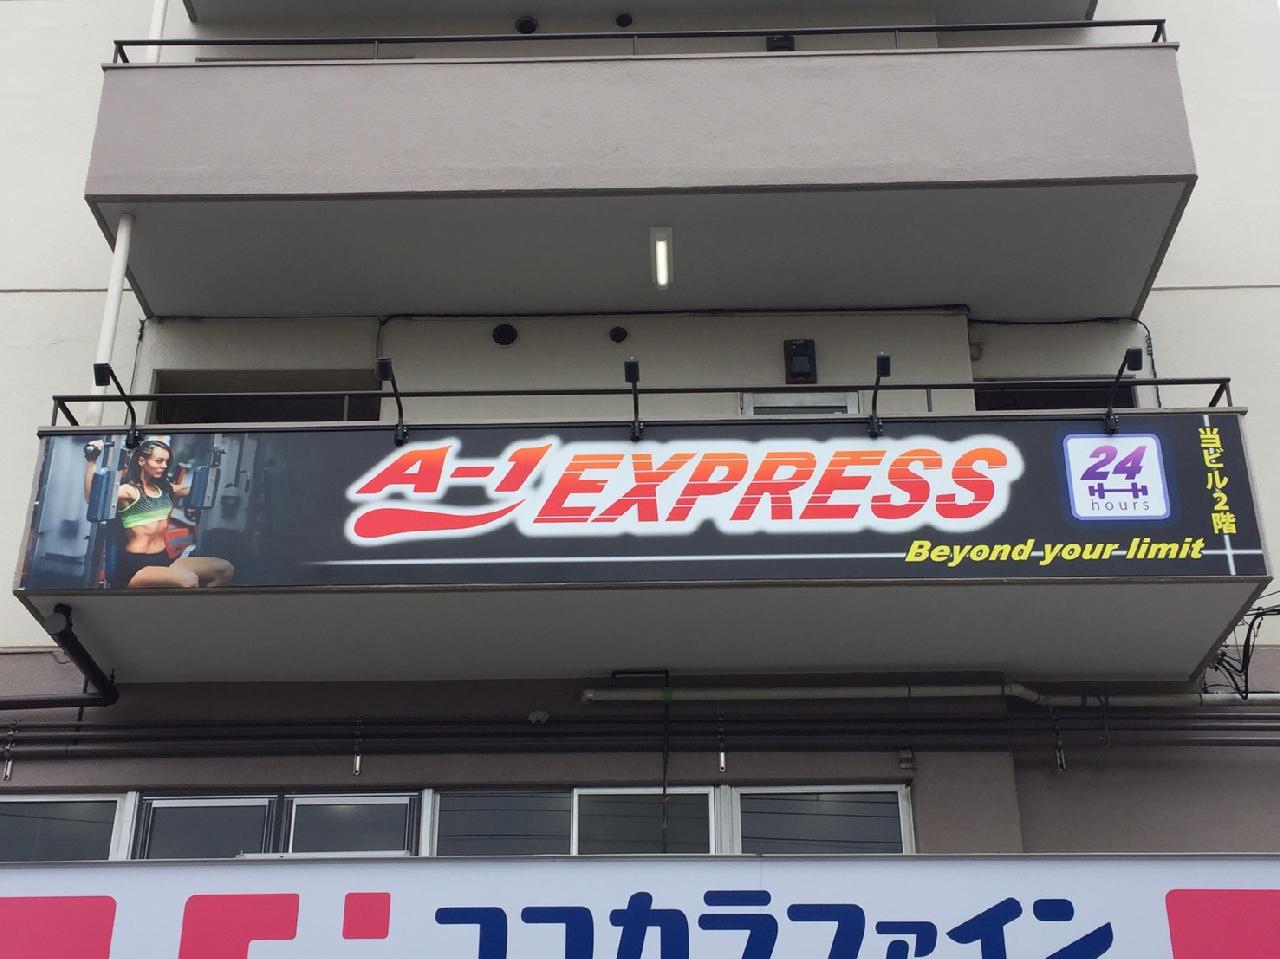 A-1 EXPRESS
24
hours
当ビル2階
Beyond your limit
ココカラファイン